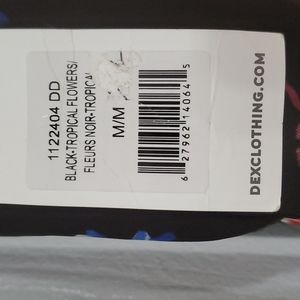 1122404 DD
BLACK-TROPICAL FLOWERS/
FLEURS NOIR-TROPICA
M/M
6 27962 14064 5
DEXCLOTHING.COM